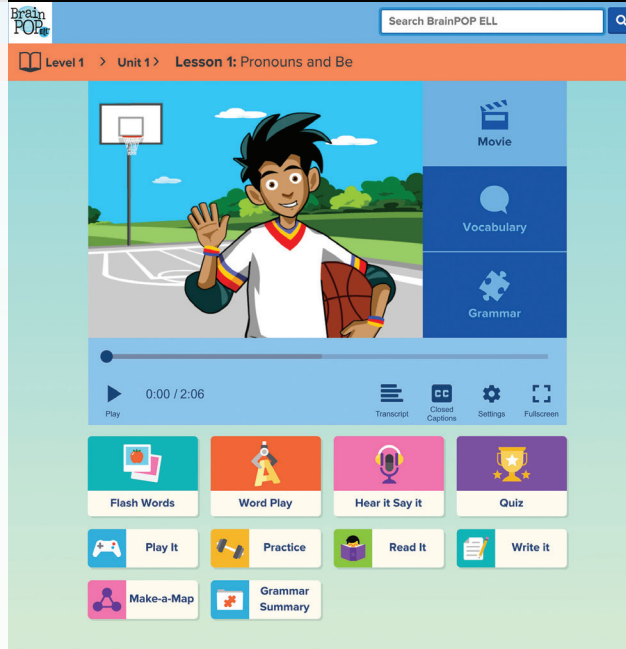 Brain
POP ELL
Search BrainPOP ELL
Level 1 > Unit 1 > Lesson 1: Pronouns and Be
Movie
Vocabulary
Grammar
0:00 / 2:06
CC
Play
Transcript
Closed
Captions
Settings
Fullscreen
Flash Words
Word Play
Hear it Say it
Quiz
Play It
Practice
Read It
Write it
Make-a-Map
Grammar
Summary